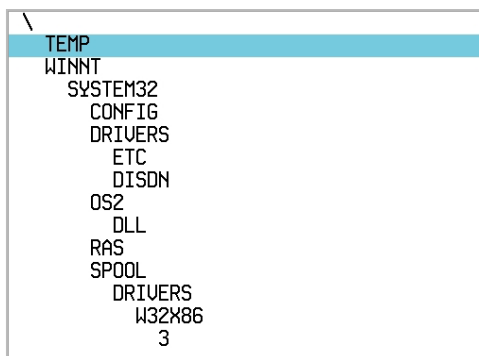 \
TEMP
WINNT
SYSTEM32
CONFIG
DRIVERS
ETC
DISDN
OS2
DLL
RAS
SPOOL
DRIVERS
W32X86
3